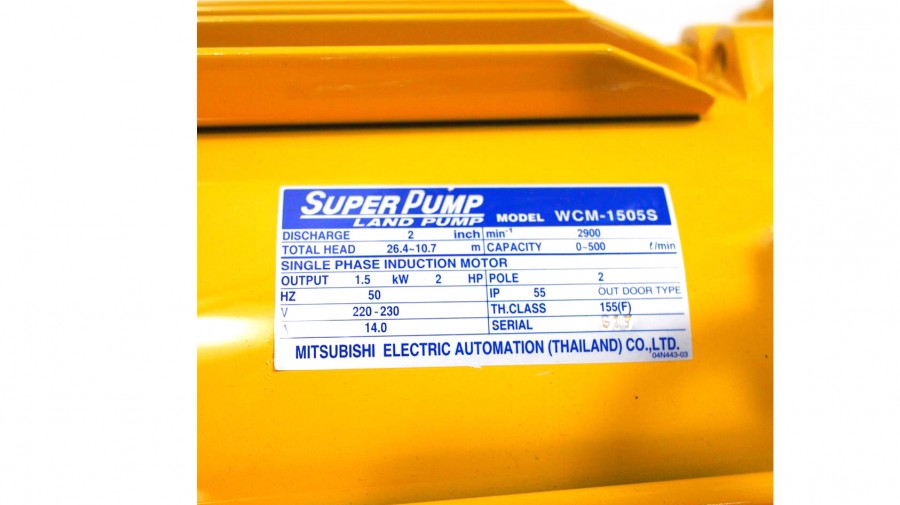 SUPER PUMP
LAND PUMP MODEL WCM-1505S
DISCHARGE 2 inch min⁻¹ 2900
TOTAL HEAD 26.4~10.7 m CAPACITY 0~500 ℓ/min
SINGLE PHASE INDUCTION MOTOR
OUTPUT 1.5 kW 2 HP POLE 2
HZ 50 IP 55 OUT DOOR TYPE
V 220-230 TH.CLASS 155(F)
14.0 SERIAL
MITSUBISHI ELECTRIC AUTOMATION (THAILAND) CO.,LTD.
04N443-03